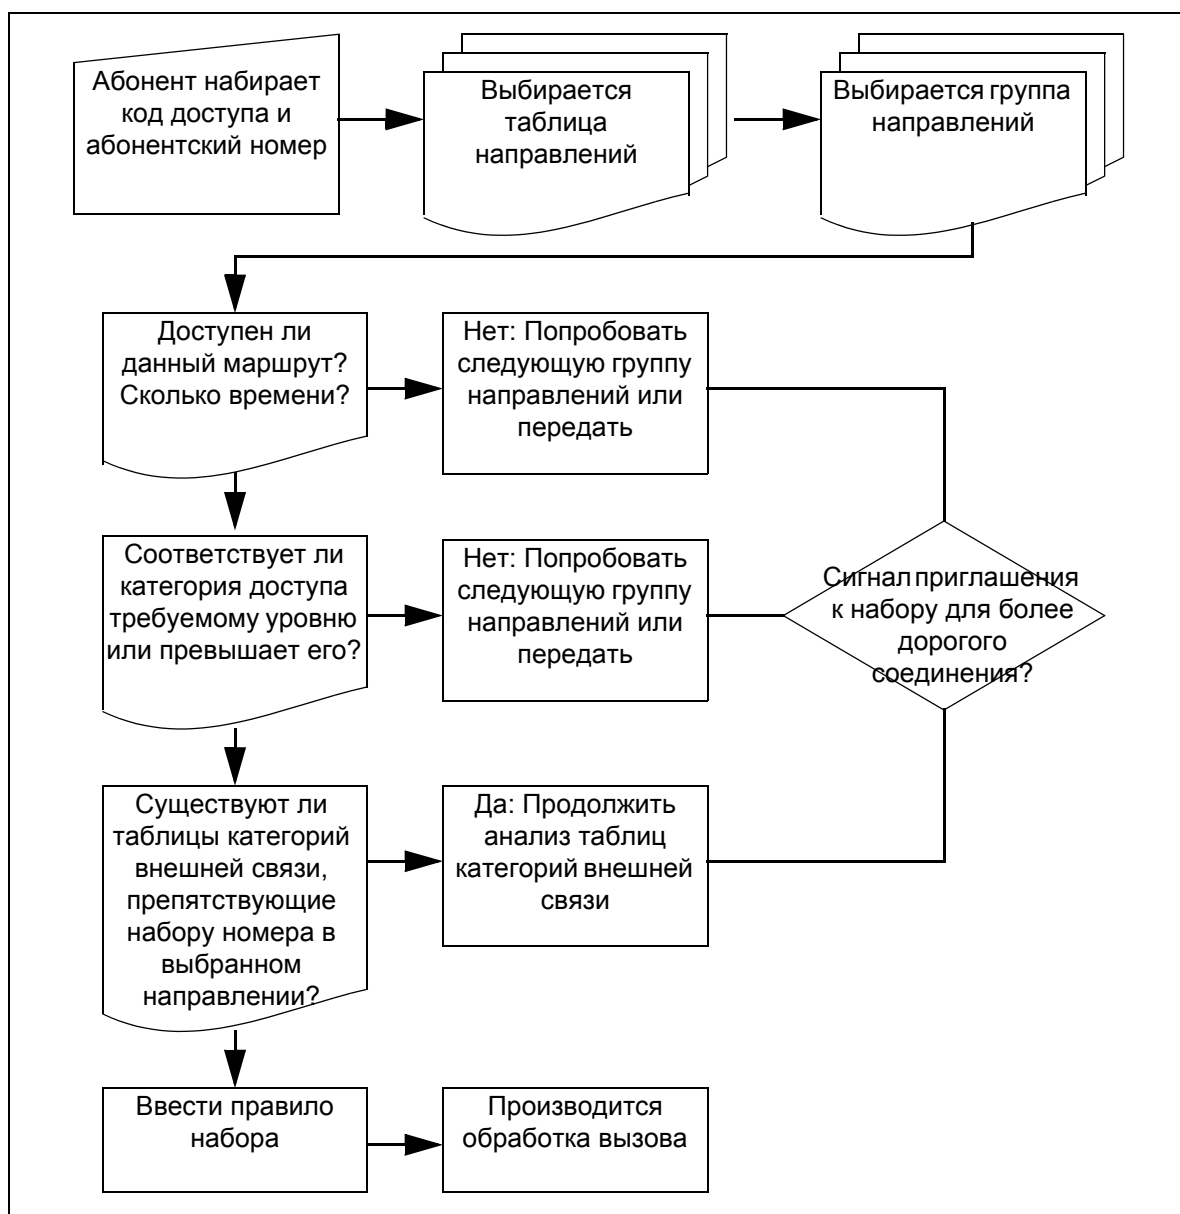 Абонент набирает
код доступа и
абонентский номер
Выбирается
таблица
направлений
Выбирается группа
направлений
Доступен ли
данный маршрут?
Сколько времени?
Нет: Попробовать
следующую группу
направлений или
передать
Соответствует ли
категория доступа
требуемому уровню
или превышает его?
Нет: Попробовать
следующую группу
направлений или
передать
Сигнал приглашения
к набору для более
дорогого
соединения?
Существуют ли
таблицы категорий
внешней связи,
препятствующие
набору номера в
выбранном
направлении?
Да: Продолжить
анализ таблиц
категорий внешней
связи
Ввести правило
набора
Производится
обработка вызова